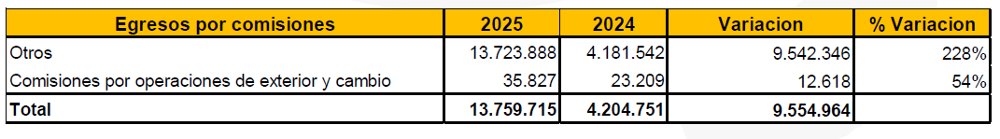 Egresos por comisiones 2025 2024 Variacion % Variacion
Otros 13.723.888 4.181.542 9.542.346 228%
Comisiones por operaciones de exterior y cambio 35.827 23.209 12.618 54%
Total 13.759.715 4.204.751 9.554.964